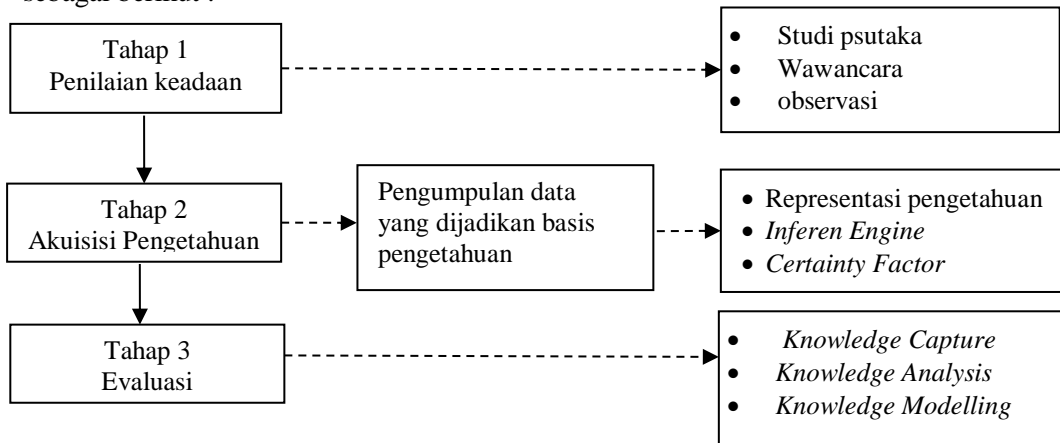 sebagai berikut :
Tahap 1
Penilaian keadaan
• Studi psutaka
• Wawancara
• observasi
Tahap 2
Akuisisi Pengetahuan
Pengumpulan data
yang dijadikan basis
pengetahuan
• Representasi pengetahuan
• Inferen Engine
• Certainty Factor
Tahap 3
Evaluasi
• Knowledge Capture
• Knowledge Analysis
• Knowledge Modelling